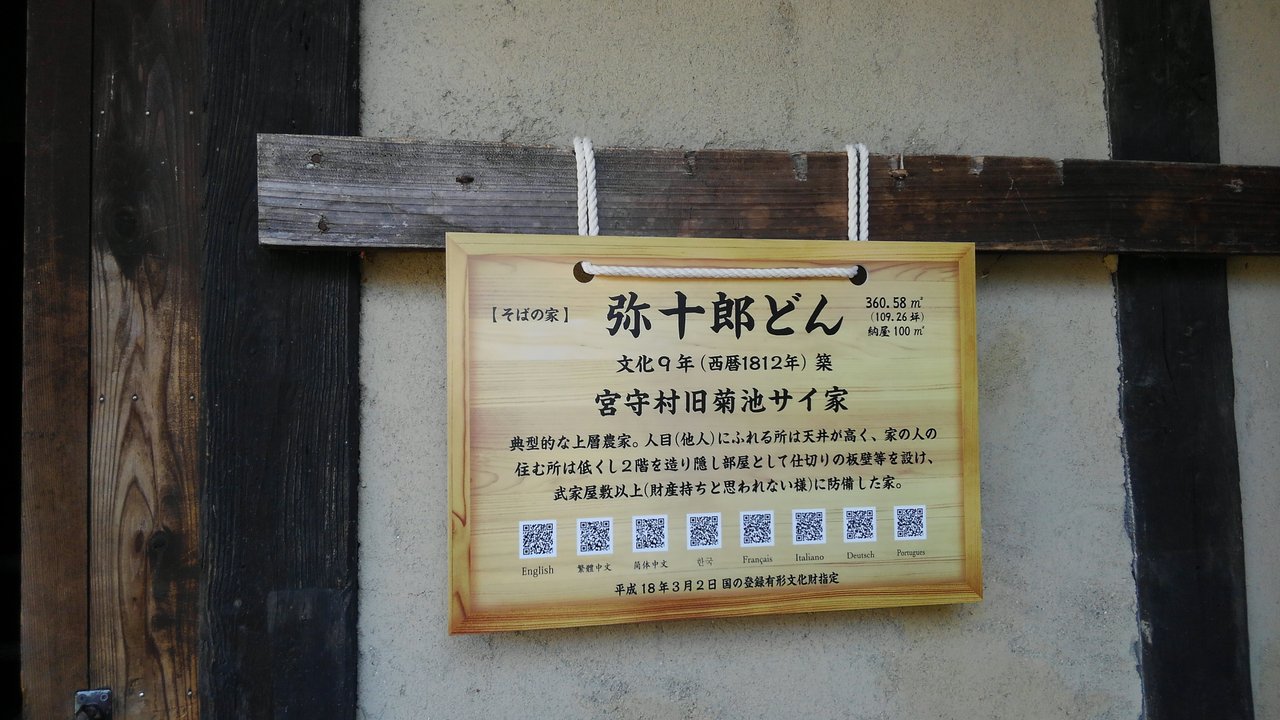 【そばの家】 弥十郎どん
360.58 ㎡
(109.26坪)
納屋100㎡
文化9年(西暦1812年) 築
宮守村旧菊池サイ家
典型的な上層農家。人目(他人)にふれる所は天井が高く、家の人の
住む所は低くし2階を造り隠し部屋として仕切りの板壁等を設け、
武家屋敷以上(財産持ちと思われない様)に防備した家。
English 繁體中文 简体中文 한국 Français Italiano Deutsch Portugues
平成18年3月2日国の登録有形文化財指定